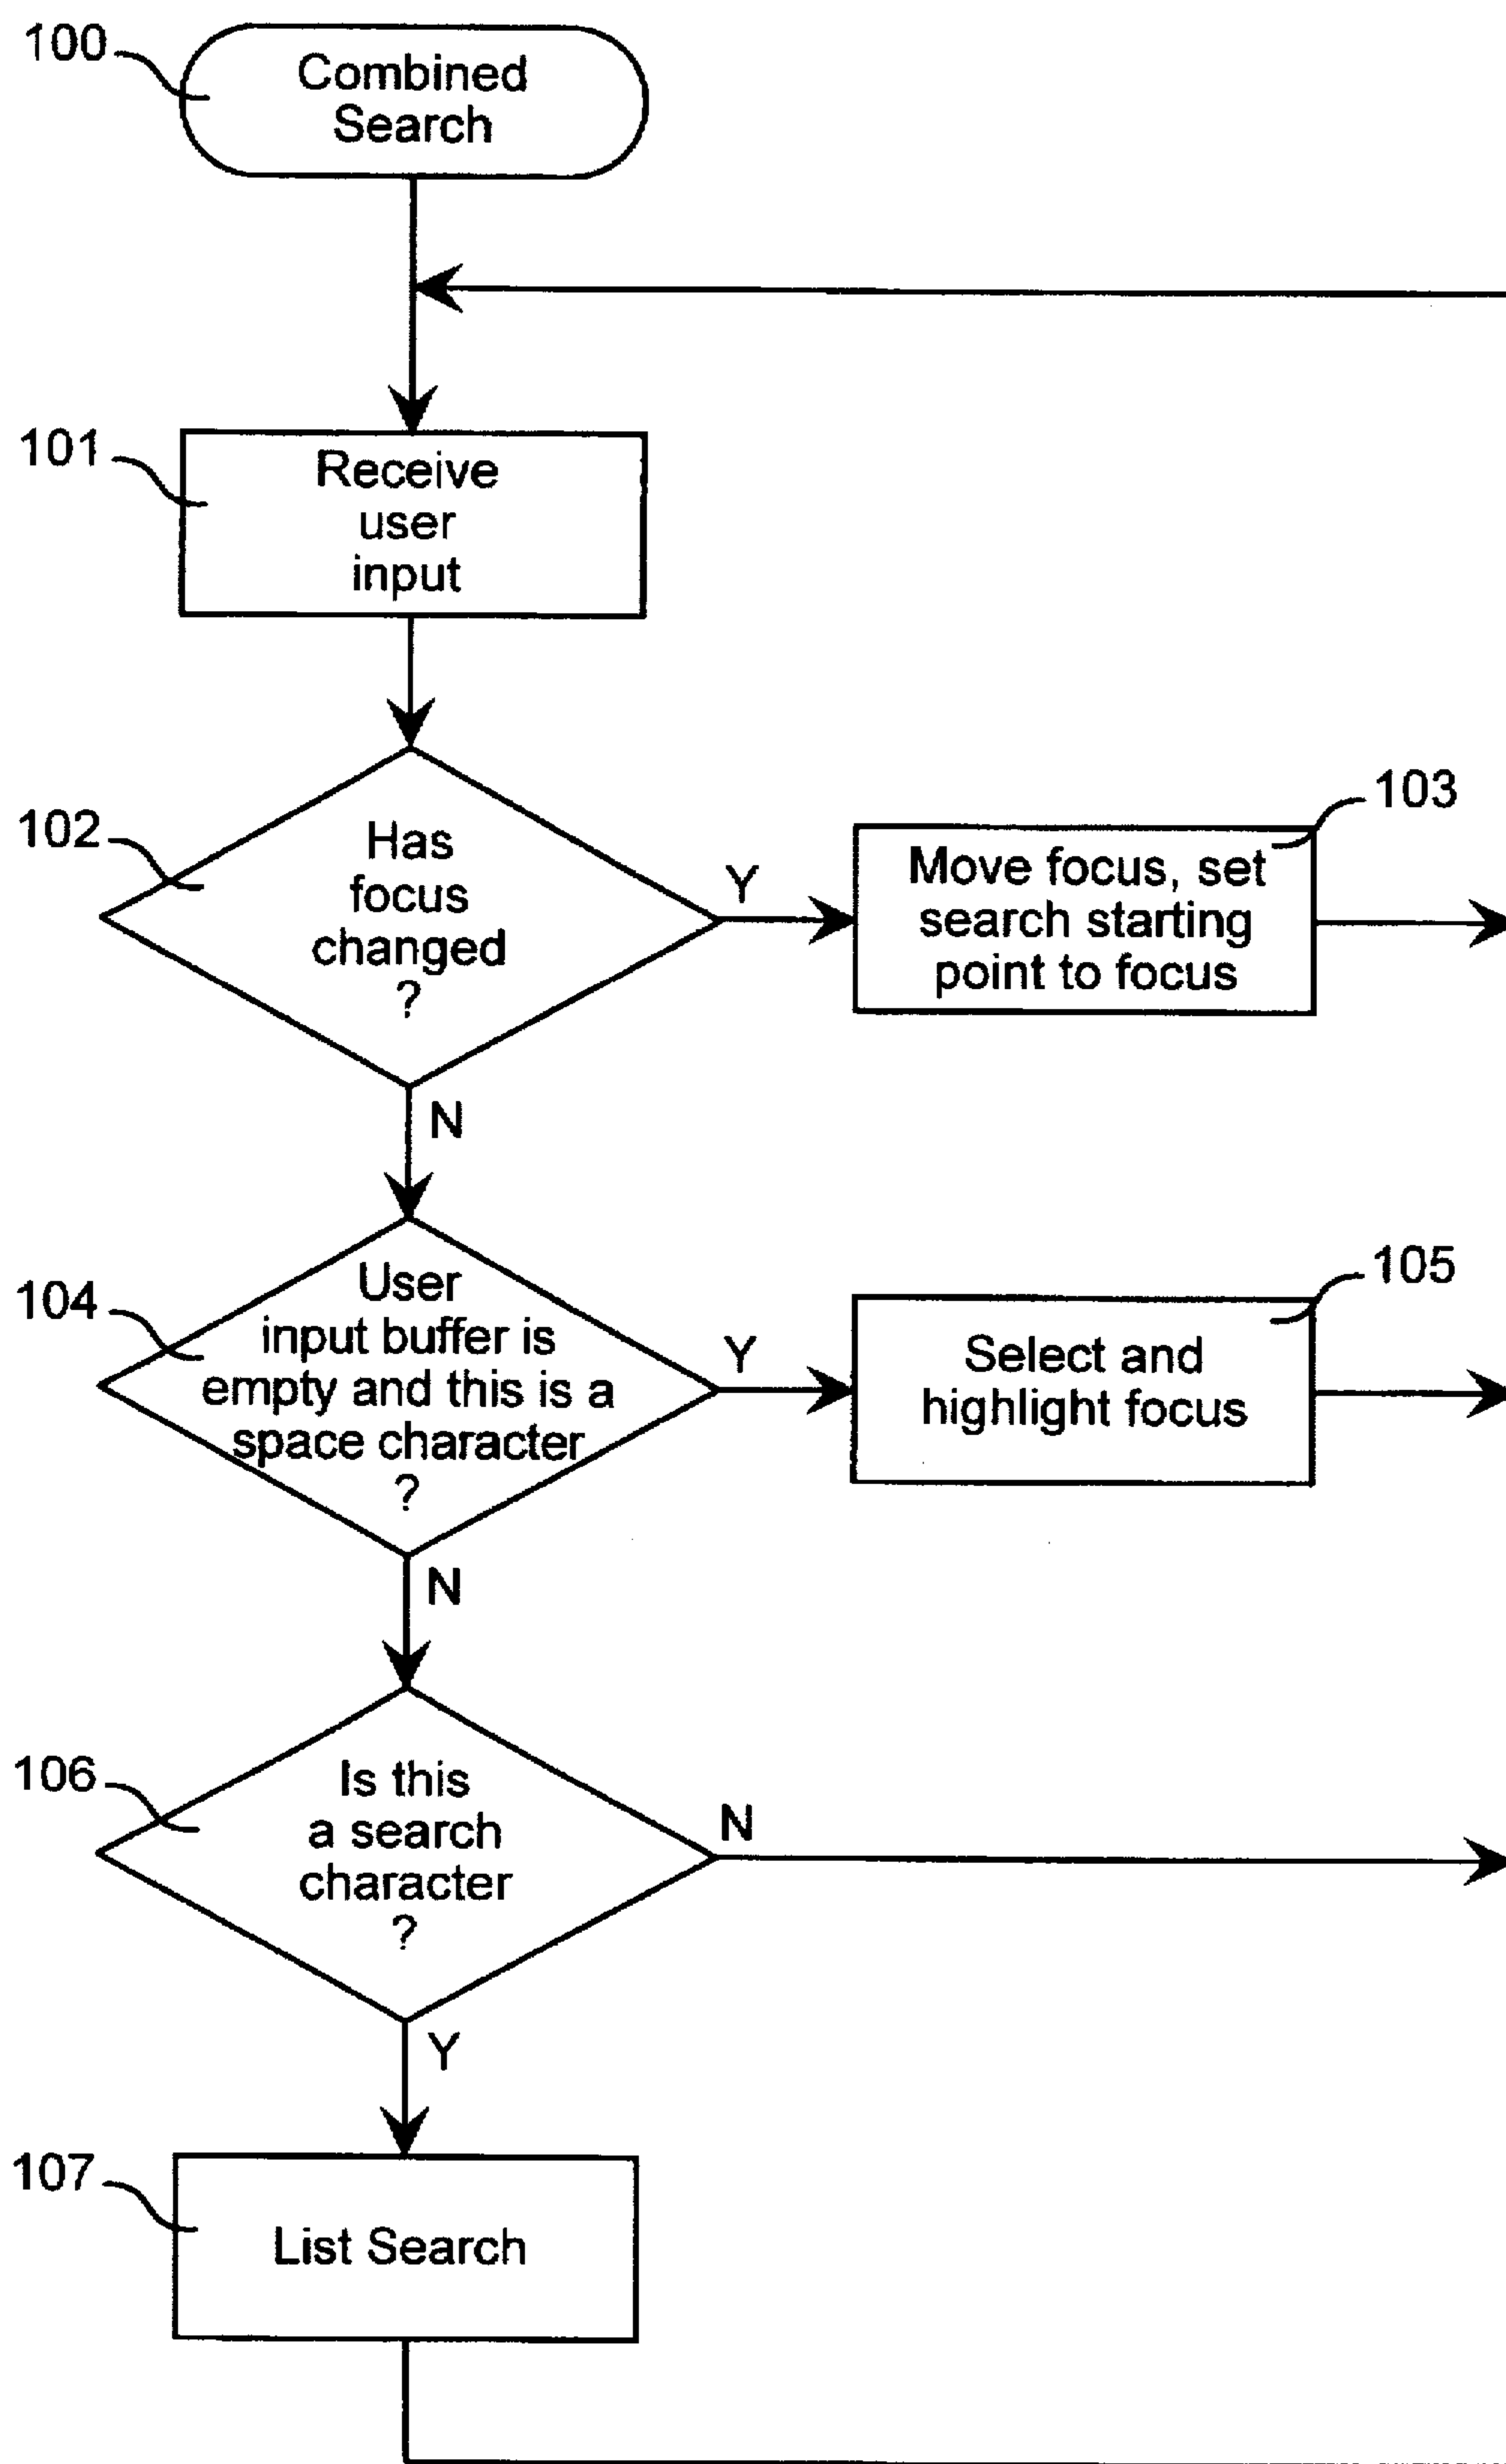 100
Combined
Search
101
Receive
user
input
102
Has
focus
changed
?
Y
103
Move focus, set
search starting
point to focus
N
104
User
input buffer is
empty and this is a
space character
?
Y
105
Select and
highlight focus
N
106
Is this
a search
character
?
N
Y
107
List Search